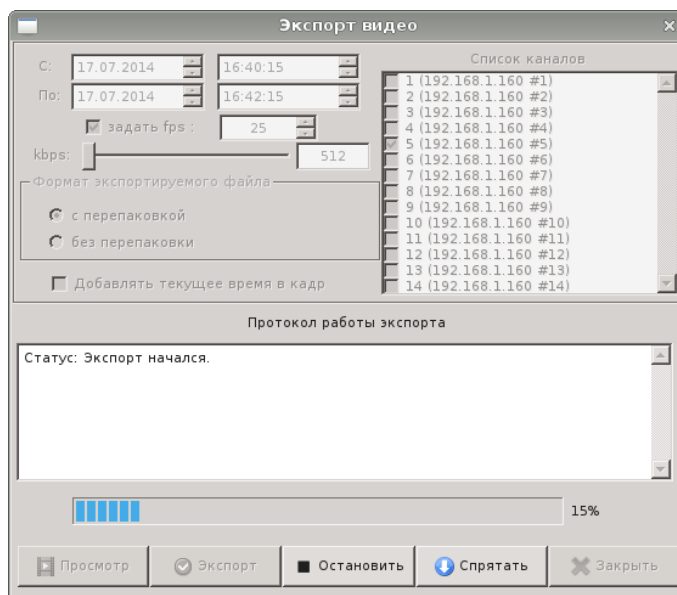 Экспорт видео
С: 17.07.2014 16:40:15
По: 17.07.2014 16:42:15
задать fps : 25
kbps: 512
Формат экспортируемого файла
с перепаковкой
без перепаковки
Добавлять текущее время в кадр
Список каналов
1 (192.168.1.160 #1)
2 (192.168.1.160 #2)
3 (192.168.1.160 #3)
4 (192.168.1.160 #4)
5 (192.168.1.160 #5)
6 (192.168.1.160 #6)
7 (192.168.1.160 #7)
8 (192.168.1.160 #8)
9 (192.168.1.160 #9)
10 (192.168.1.160 #10)
11 (192.168.1.160 #11)
12 (192.168.1.160 #12)
13 (192.168.1.160 #13)
14 (192.168.1.160 #14)
Протокол работы экспорта
Статус: Экспорт начался.
15%
Просмотр Экспорт Остановить Спрятать Закрыть